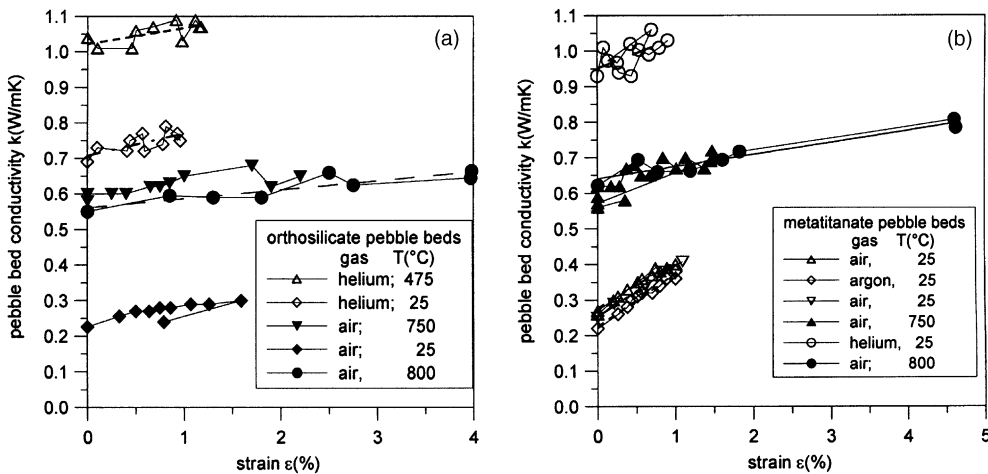 (a)
1.1
1.0
0.9
0.8
0.7
0.6
0.5
0.4
0.3
0.2
0.1
0.0
pebble bed conductivity k(W/mK)
orthosilicate pebble beds
gas T(°C)
helium; 475
helium; 25
air; 750
air; 25
air, 800
0 1 2 3 4
strain ε(%)
(b)
1.1
1.0
0.9
0.8
0.7
0.6
0.5
0.4
0.3
0.2
0.1
0.0
pebble bed conductivity k(W/mK)
metatitanate pebble beds
gas T(°C)
air, 25
argon, 25
air, 25
air, 750
helium, 25
air; 800
0 1 2 3 4 5
strain ε(%)